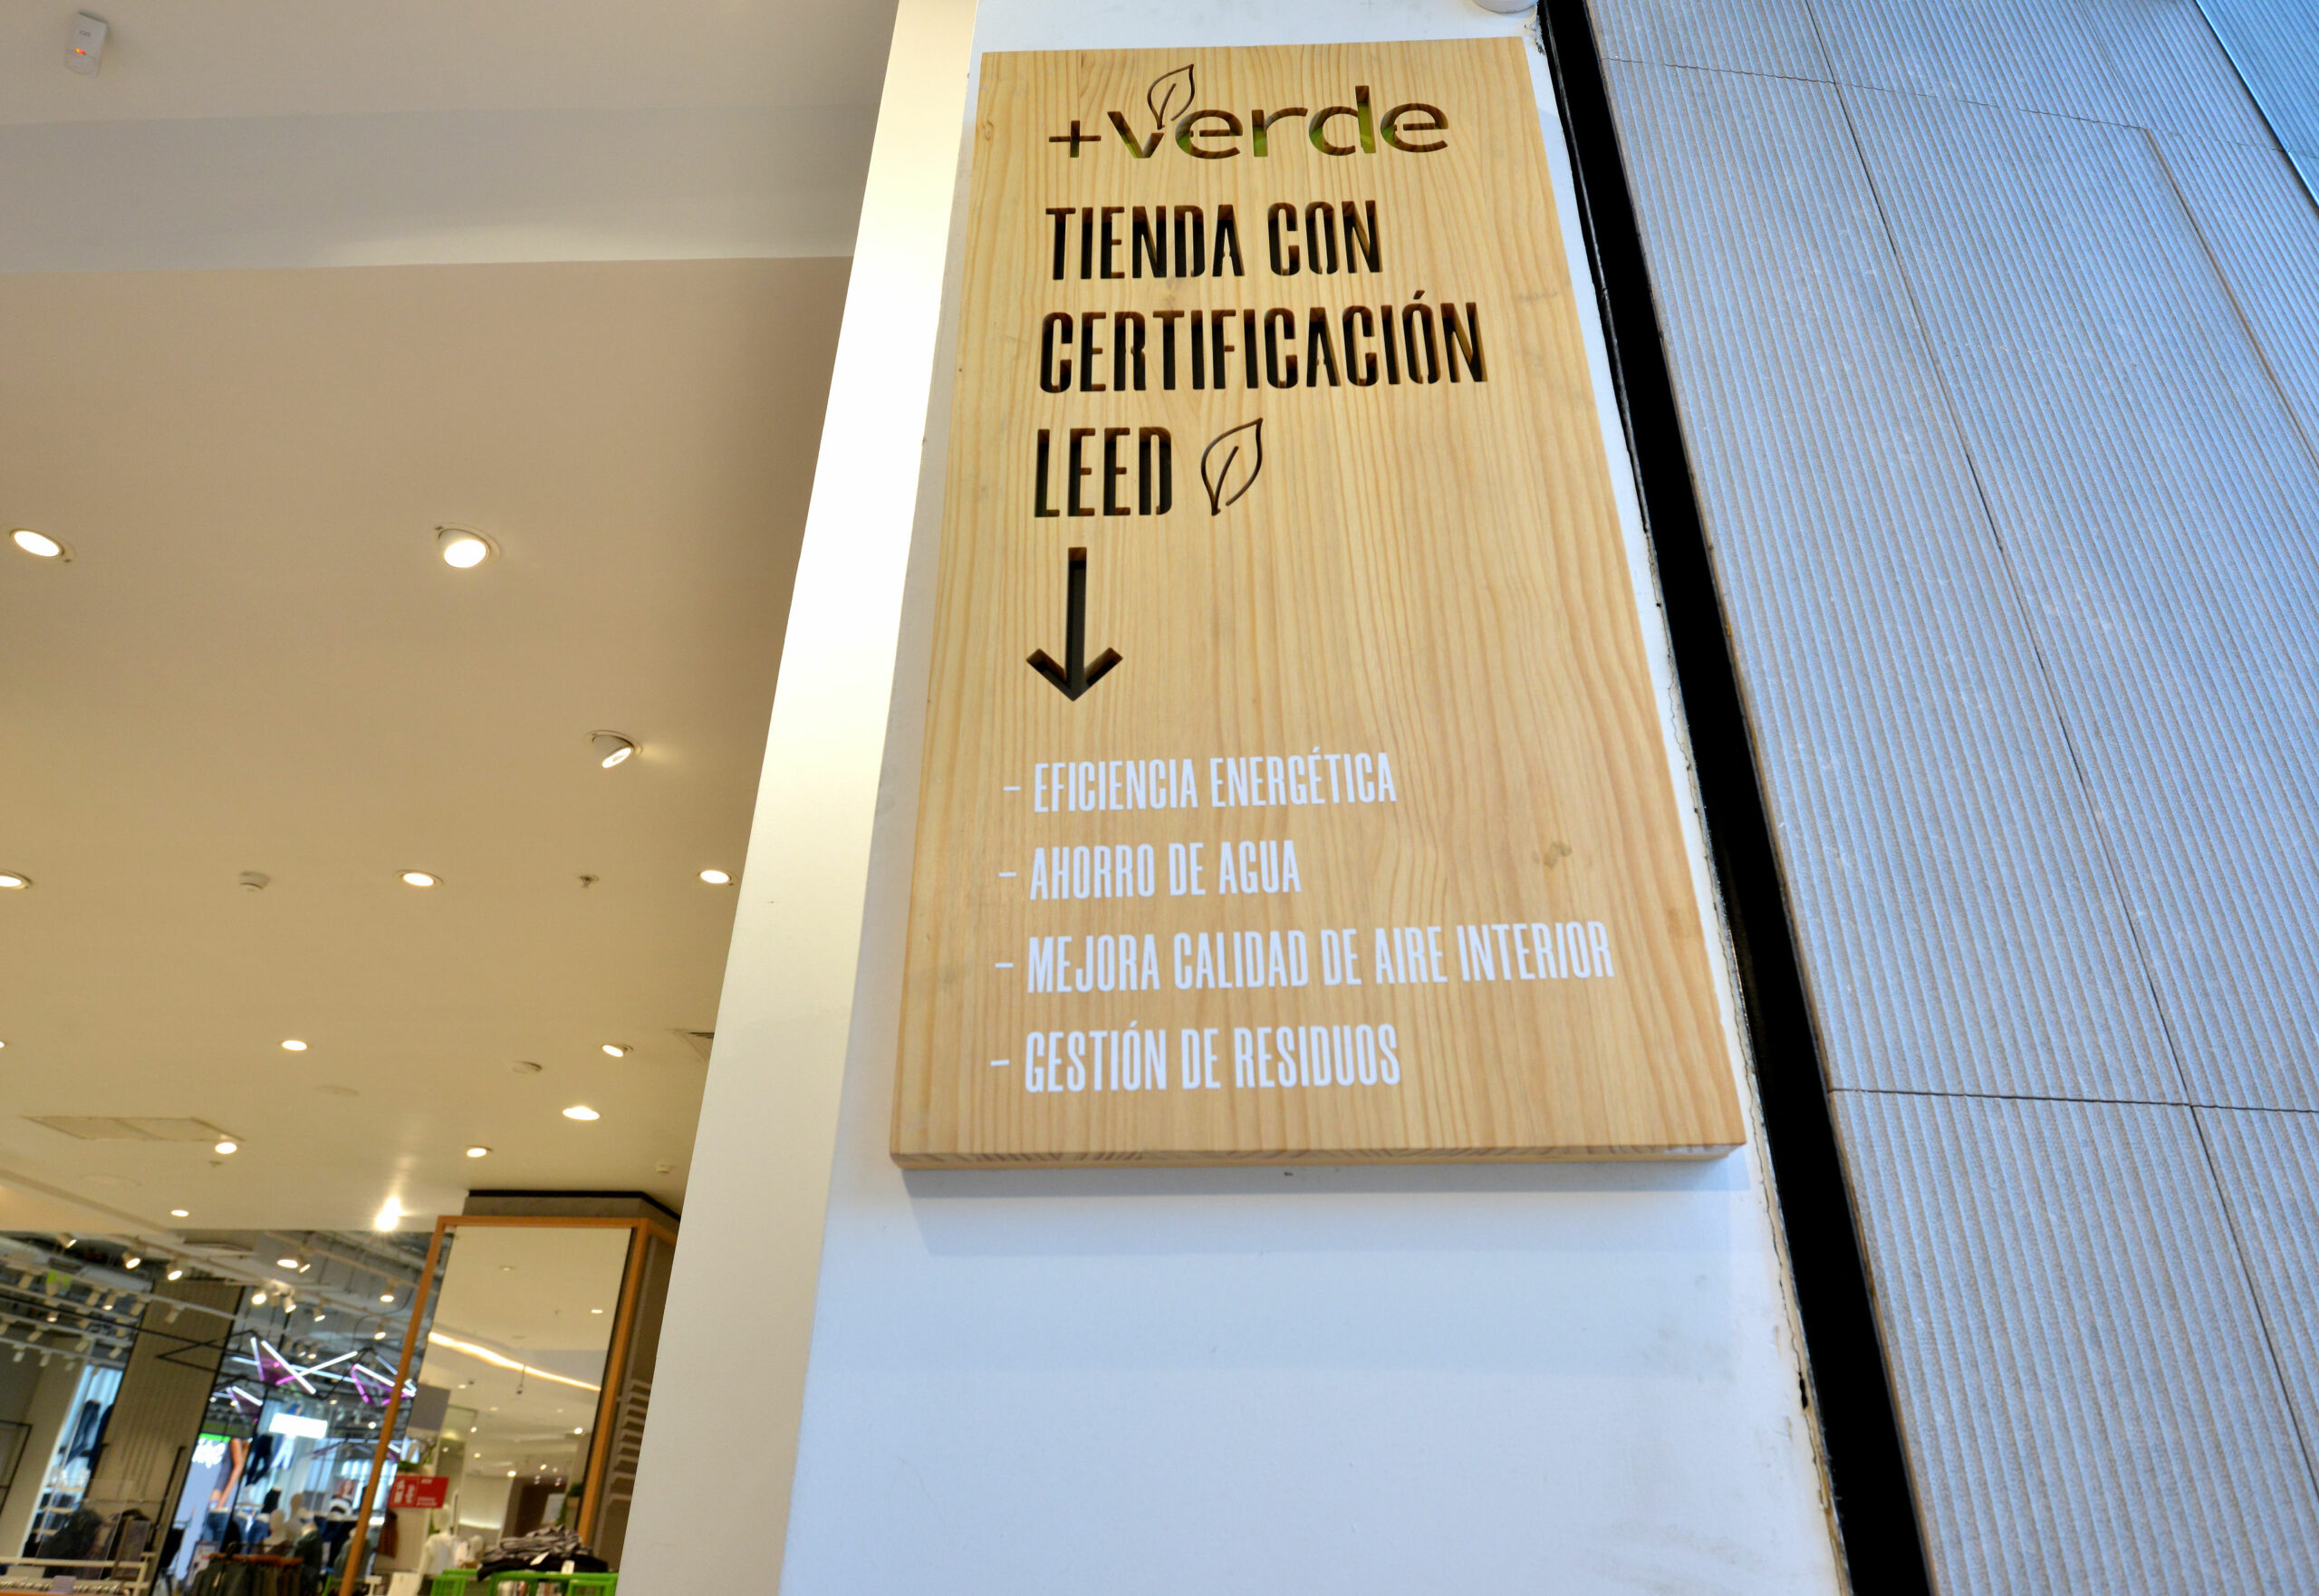 +verde
TIENDA CON
CERTIFICACIÓN
LEED
- EFICIENCIA ENERGÉTICA
- AHORRO DE AGUA
- MEJORA CALIDAD DE AIRE INTERIOR
- GESTIÓN DE RESIDUOS